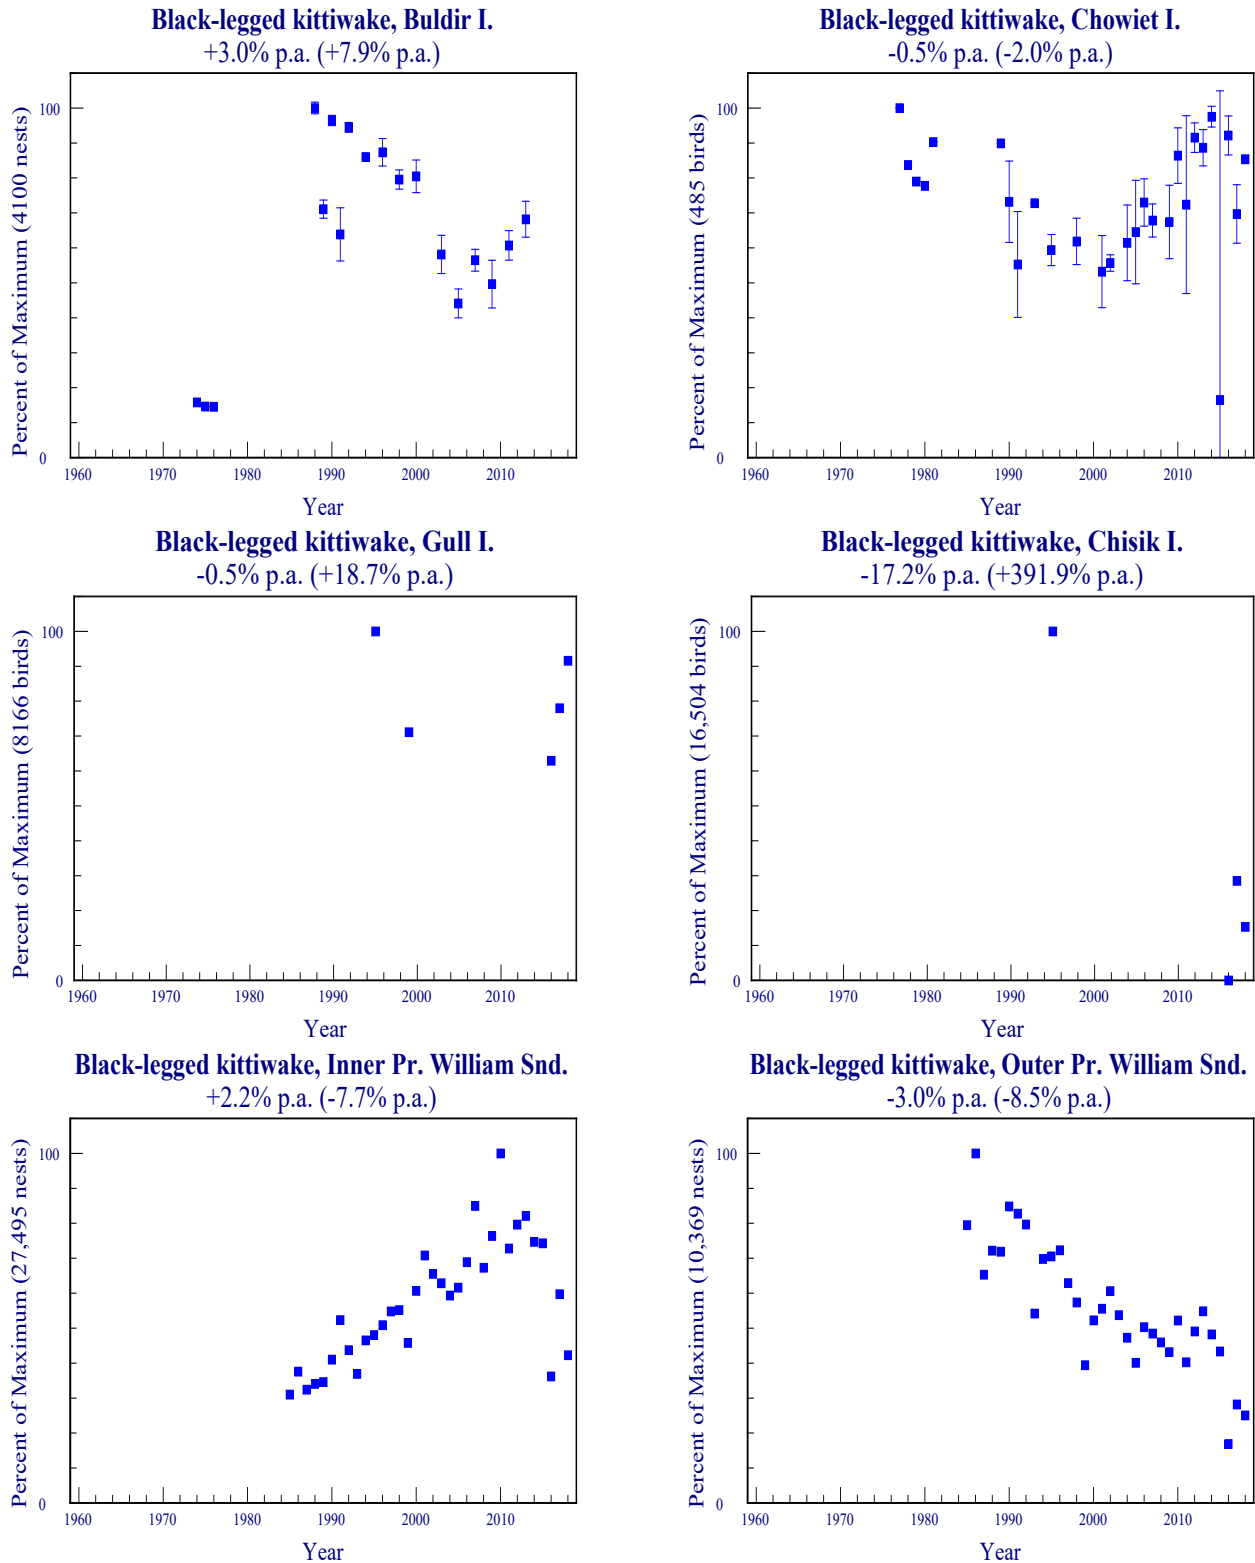 Black-legged kittiwake, Buldir I.
+3.0% p.a. (+7.9% p.a.)
Percent of Maximum (4100 nests)
100
0
1960 1970 1980 1990 2000 2010
Year
Black-legged kittiwake, Chowiet I.
-0.5% p.a. (-2.0% p.a.)
Percent of Maximum (485 birds)
100
0
1960 1970 1980 1990 2000 2010
Year
Black-legged kittiwake, Gull I.
-0.5% p.a. (+18.7% p.a.)
Percent of Maximum (8166 birds)
100
0
1960 1970 1980 1990 2000 2010
Year
Black-legged kittiwake, Chisik I.
-17.2% p.a. (+391.9% p.a.)
Percent of Maximum (16,504 birds)
100
0
1960 1970 1980 1990 2000 2010
Year
Black-legged kittiwake, Inner Pr. William Snd.
+2.2% p.a. (-7.7% p.a.)
Percent of Maximum (27,495 nests)
100
0
1960 1970 1980 1990 2000 2010
Year
Black-legged kittiwake, Outer Pr. William Snd.
-3.0% p.a. (-8.5% p.a.)
Percent of Maximum (10,369 nests)
100
0
1960 1970 1980 1990 2000 2010
Year